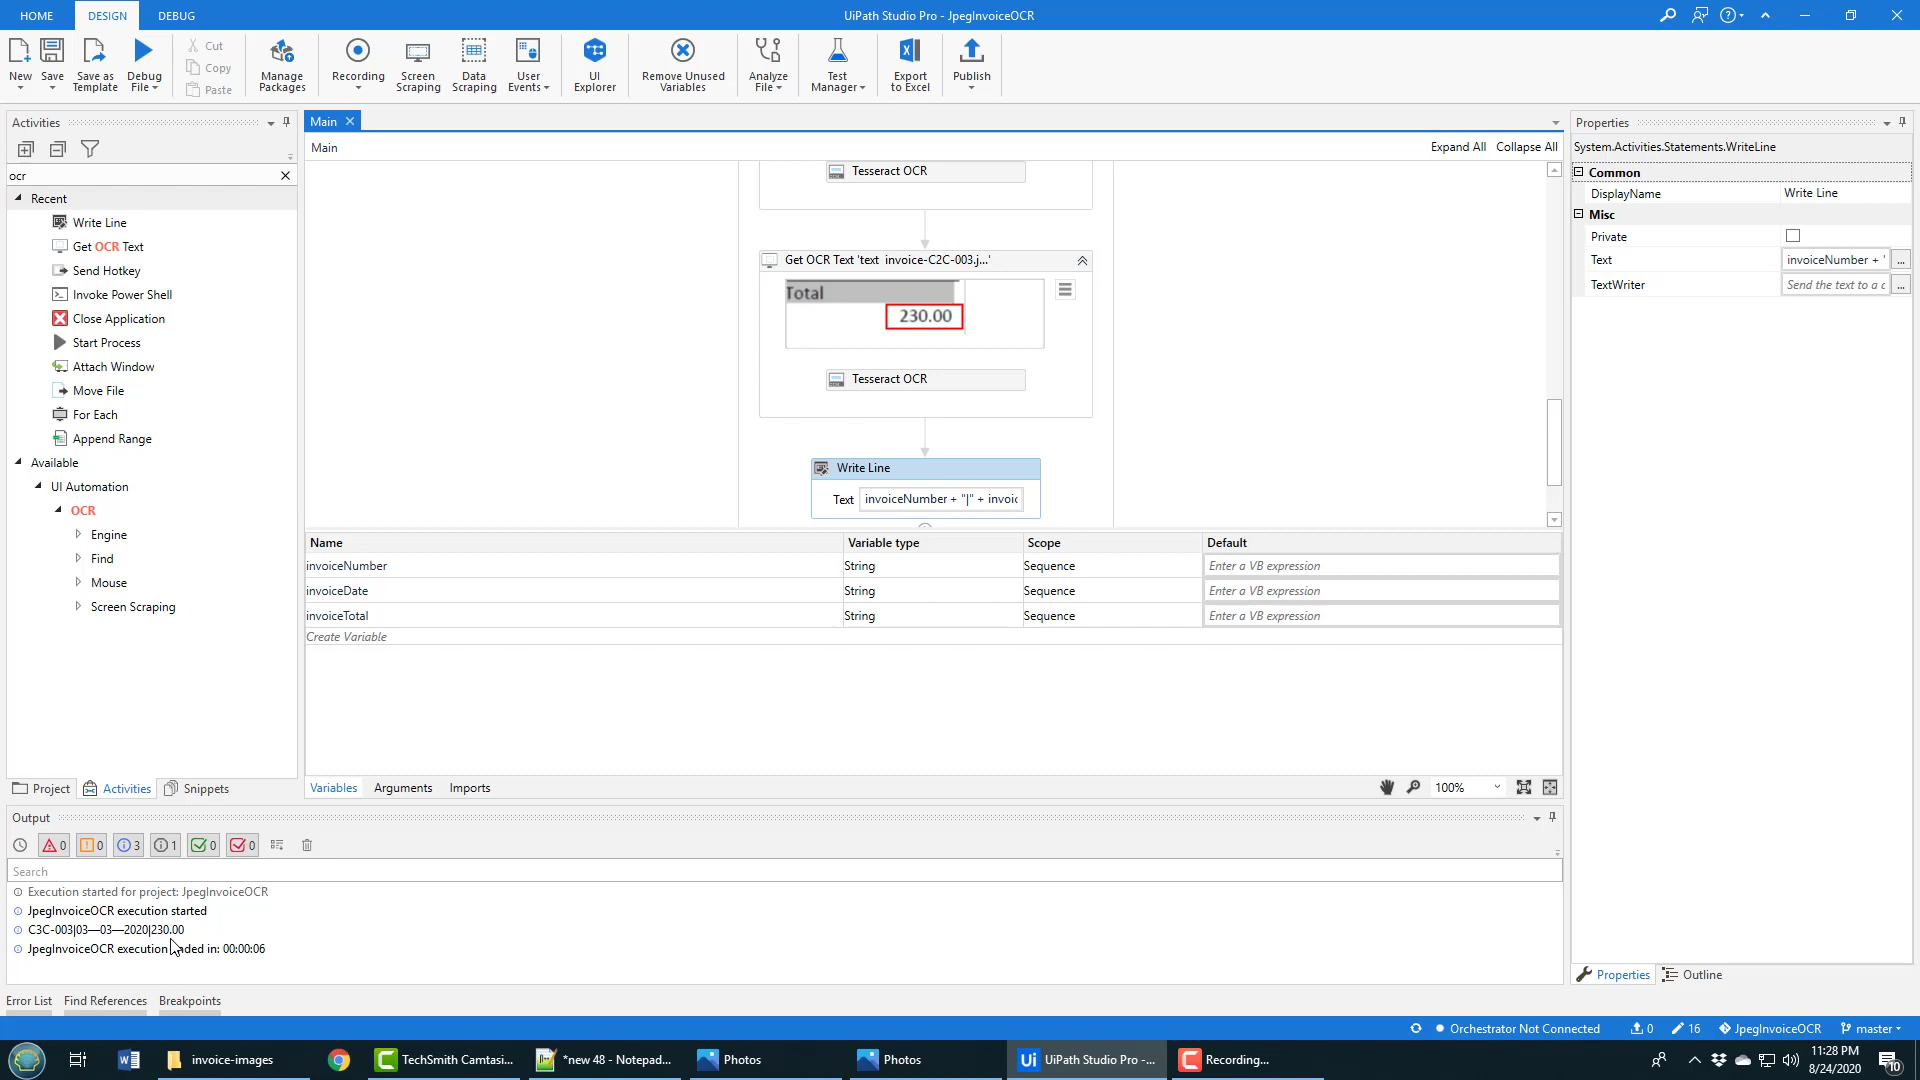 HOME
DESIGN
DEBUG
UiPath Studio Pro - JpegInvoiceOCR
New
Save
Save as Template
Debug File
Cut
Copy
Paste
Manage Packages
Recording
Screen Scraping
Data Scraping
User Events
UI Explorer
Remove Unused Variables
Analyze File
Test Manager
Export to Excel
Publish
Activities
ocr
Recent
Write Line
Get OCR Text
Send Hotkey
Invoke Power Shell
Close Application
Start Process
Attach Window
Move File
For Each
Append Range
Available
UI Automation
OCR
Engine
Find
Mouse
Screen Scraping
Project
Activities
Snippets
Main
Main
Expand All Collapse All
Tesseract OCR
Get OCR Text 'text invoice-C2C-003.j...'
Total
230.00
Tesseract OCR
Write Line
Text invoiceNumber + "|" + invoic
Name Variable type Scope Default
invoiceNumber String Sequence Enter a VB expression
invoiceDate String Sequence Enter a VB expression
invoiceTotal String Sequence Enter a VB expression
Create Variable
Variables Arguments Imports
100%
Properties
System.Activities.Statements.WriteLine
Common
DisplayName Write Line
Misc
Private
Text invoiceNumber + ' ...
TextWriter Send the text to a c ...
Properties Outline
Output
0 0 3 1 0 0
Search
Execution started for project: JpegInvoiceOCR
JpegInvoiceOCR execution started
C3C-003|03—03—2020|230.00
JpegInvoiceOCR execution nded in: 00:00:06
Error List Find References Breakpoints
Orchestrator Not Connected 0 16 JpegInvoiceOCR master
invoice-images
TechSmith Camtasi...
*new 48 - Notepad...
Photos
Photos
Ui UiPath Studio Pro -...
Recording...
11:28 PM
8/24/2020
10